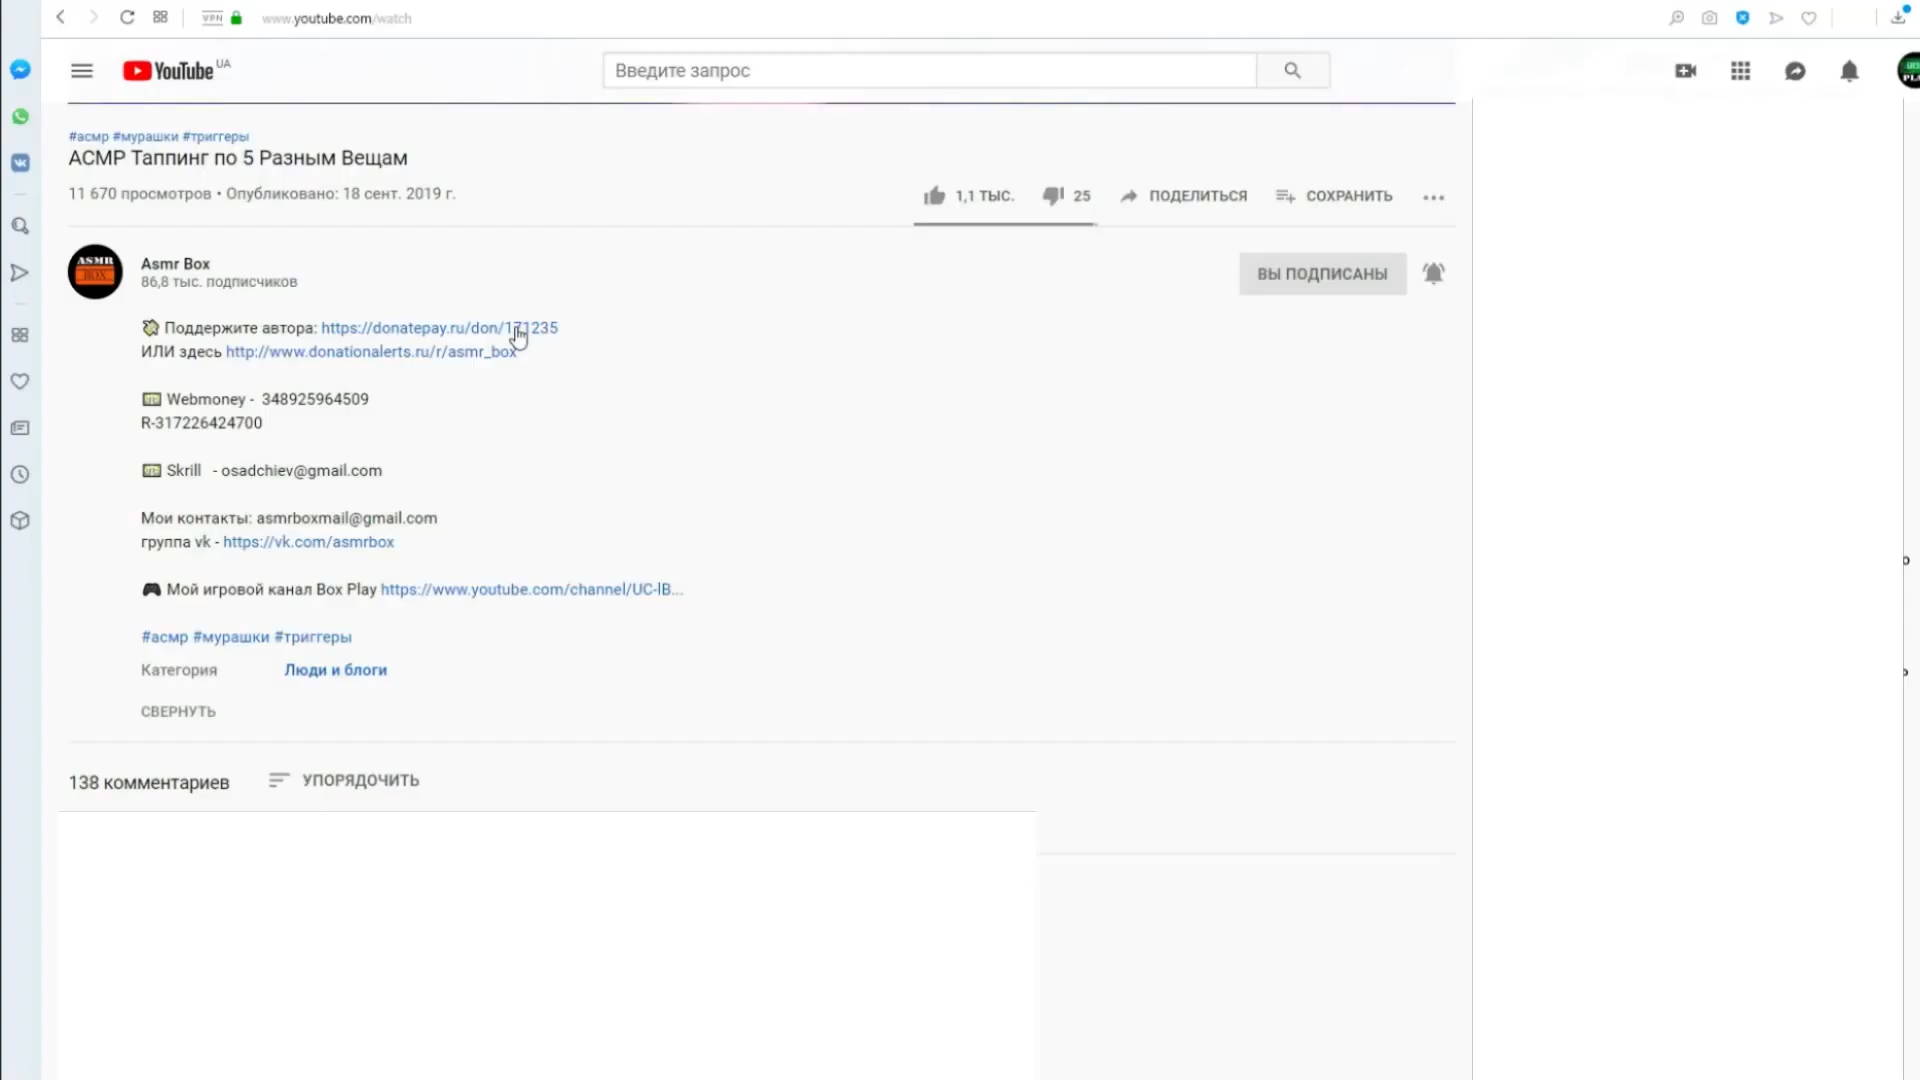 VPN www.youtube.com/watch
YouTube UA
Введите запрос
#асмр #мурашки #триггеры
АСМР Таппинг по 5 Разным Вещам
11 670 просмотров • Опубликовано: 18 сент. 2019 г.
1,1 ТЫС. 25 ПОДЕЛИТЬСЯ СОХРАНИТЬ
ASMR
BOX
Asmr Box
86,8 тыс. подписчиков
ВЫ ПОДПИСАНЫ
Поддержите автора: https://donatepay.ru/don/171235
ИЛИ здесь http://www.donationalerts.ru/r/asmr_box
Webmoney - 348925964509
R-317226424700
Skrill - osadchiev@gmail.com
Мои контакты: asmrboxmail@gmail.com
группа vk - https://vk.com/asmrbox
Мой игровой канал Box Play https://www.youtube.com/channel/UC-lB...
#асмр #мурашки #триггеры
Категория Люди и блоги
СВЕРНУТЬ
138 комментариев УПОРЯДОЧИТЬ